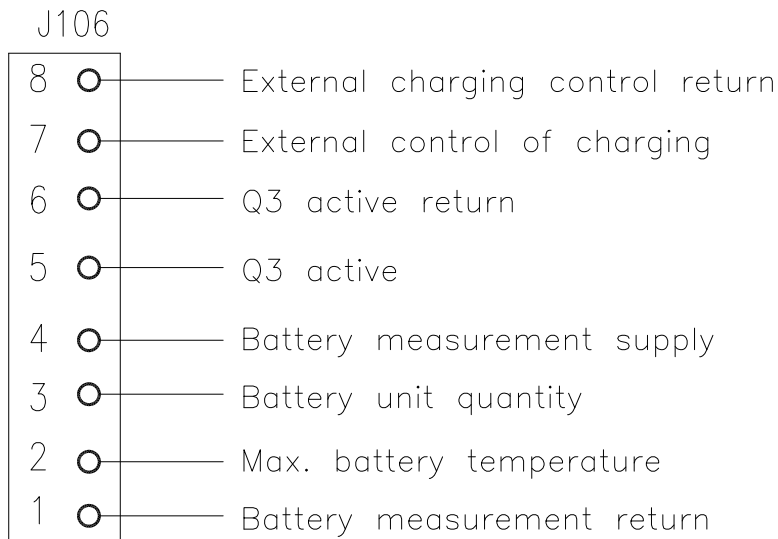 J106
8 External charging control return
7 External control of charging
6 Q3 active return
5 Q3 active
4 Battery measurement supply
3 Battery unit quantity
2 Max. battery temperature
1 Battery measurement return